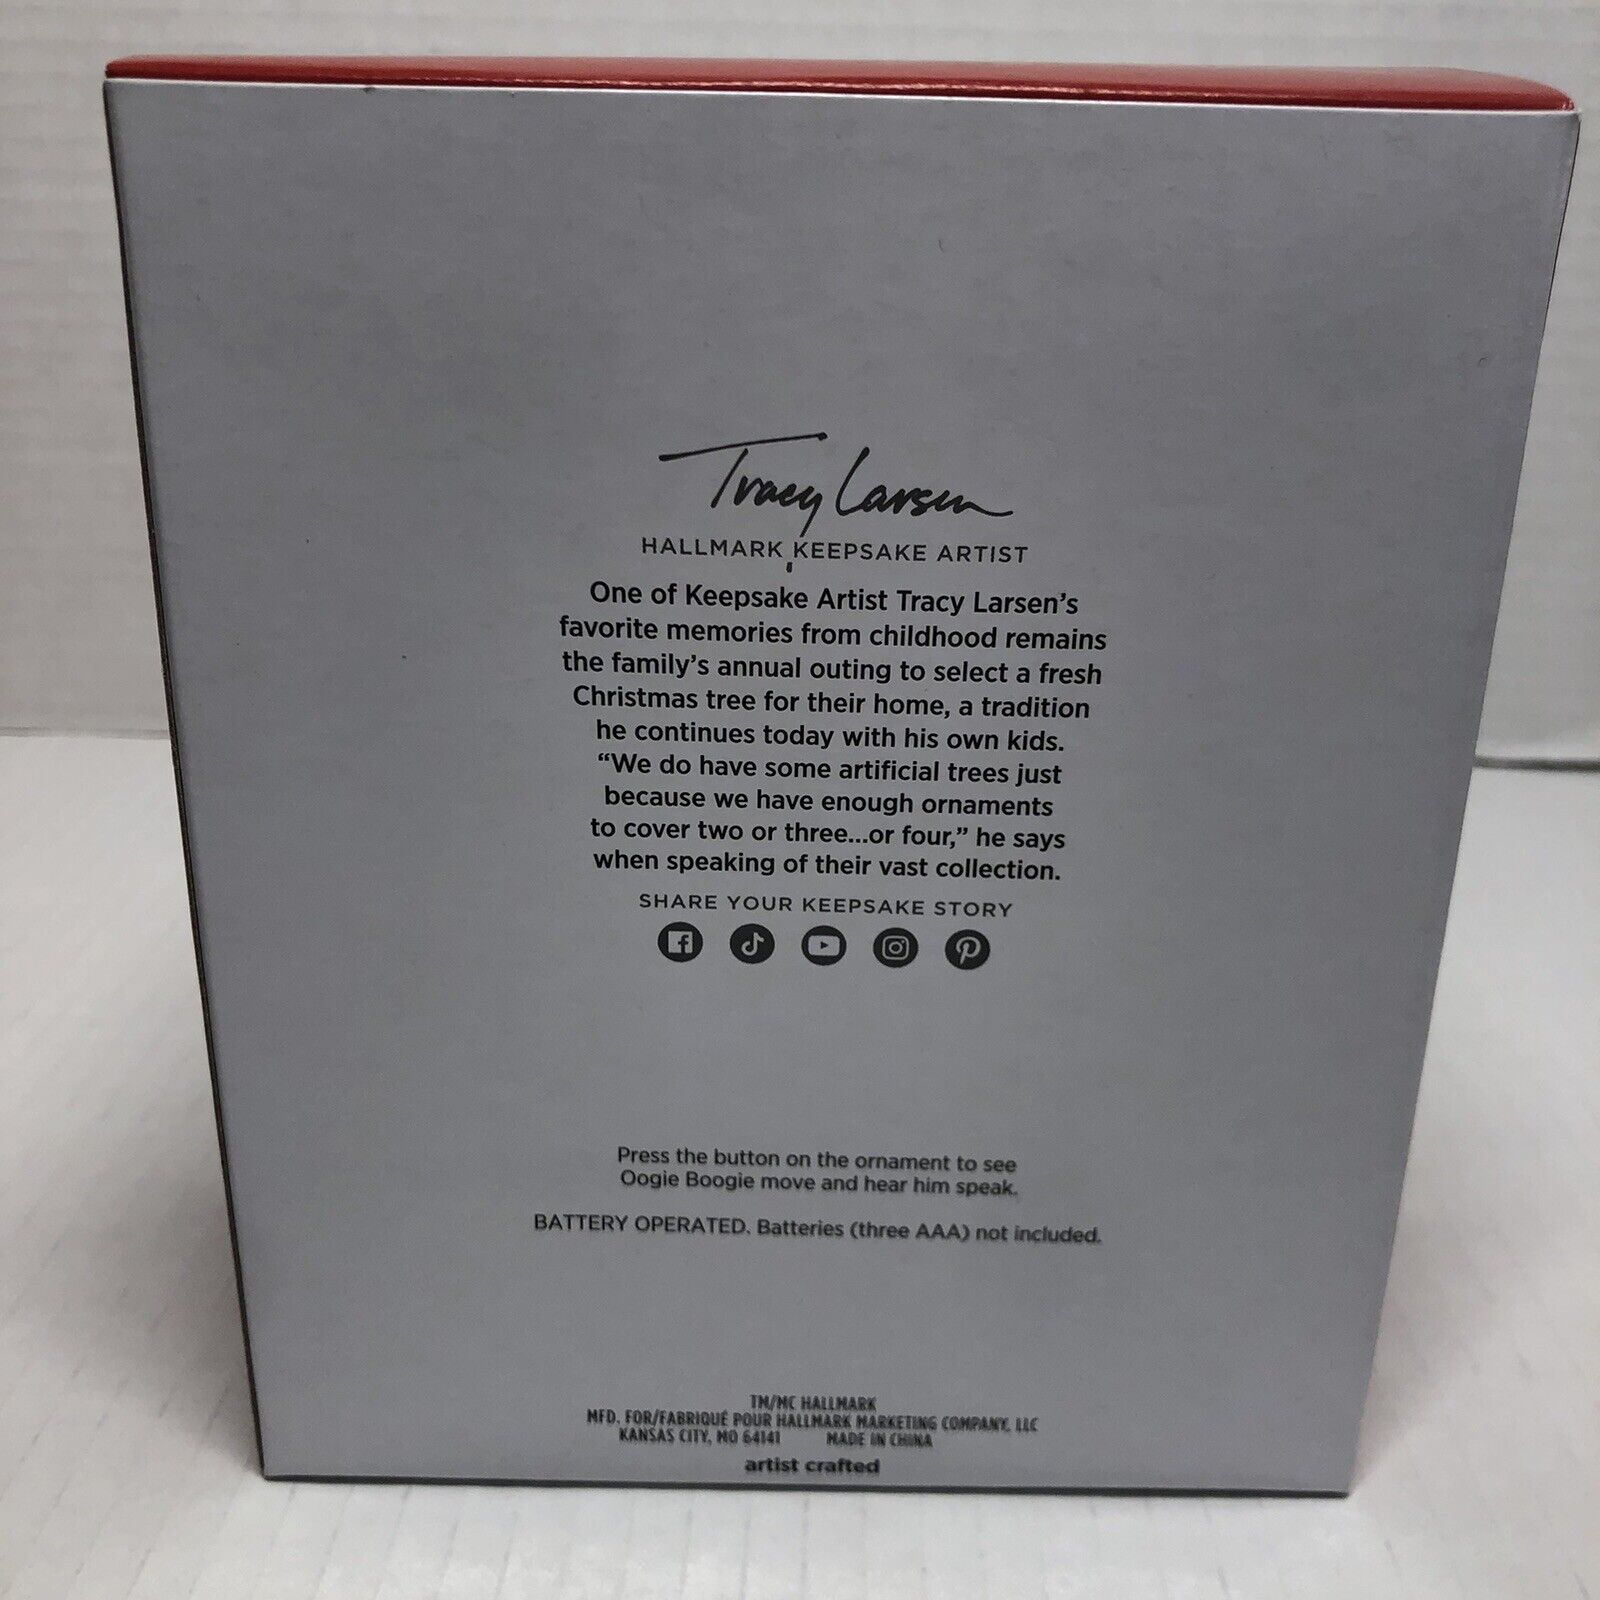 Tracy Larsen
HALLMARK KEEPSAKE ARTIST
One of Keepsake Artist Tracy Larsen's
favorite memories from childhood remains
the family's annual outing to select a fresh
Christmas tree for their home, a tradition
he continues today with his own kids.
“We do have some artificial trees just
because we have enough ornaments
to cover two or three...or four,” he says
when speaking of their vast collection.
SHARE YOUR KEEPSAKE STORY
Press the button on the ornament to see
Oogie Boogie move and hear him speak.
BATTERY OPERATED. Batteries (three AAA) not included.
TM/MC HALLMARK
MFD. FOR/FABRIQUÉ POUR HALLMARK MARKETING COMPANY, LLC
KANSAS CITY, MO 64141 MADE IN CHINA
artist crafted